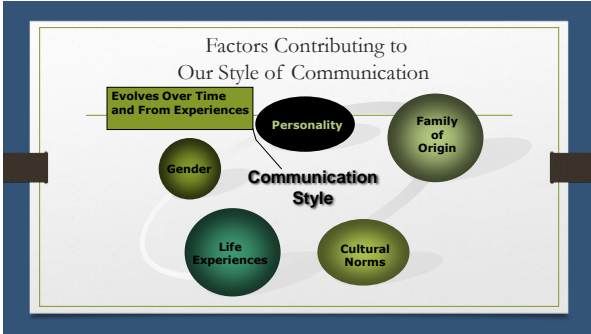 Factors Contributing to
Our Style of Communication
Evolves Over Time
and From Experiences
Personality
Family
of
Origin
Gender
Communication
Style
Life
Experiences
Cultural
Norms